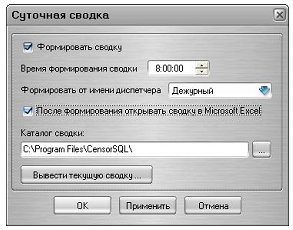 Суточная сводка
Формировать сводку
Время формирования сводки 8:00:00
Формировать от имени диспетчера Дежурный
После формирования открывать сводку в Microsoft Excel
Каталог сводки:
C:\Program Files\CensorSQL\ ...
Вывести текущую сводку ...
ОК Применить Отмена